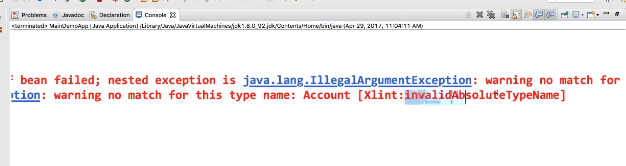 Problems @ Javadoc Declaration Console
<terminated> MainDemoApp [Java Application] /Library/Java/JavaVirtualMachines/jdk1.8.0_92.jdk/Contents/Home/bin/java (Apr 29, 2017, 11:04:11 AM)
f bean failed; nested exception is java.lang.IllegalArgumentException: warning no match for
tion: warning no match for this type name: Account [Xlint:invalidAbsoluteTypeName]